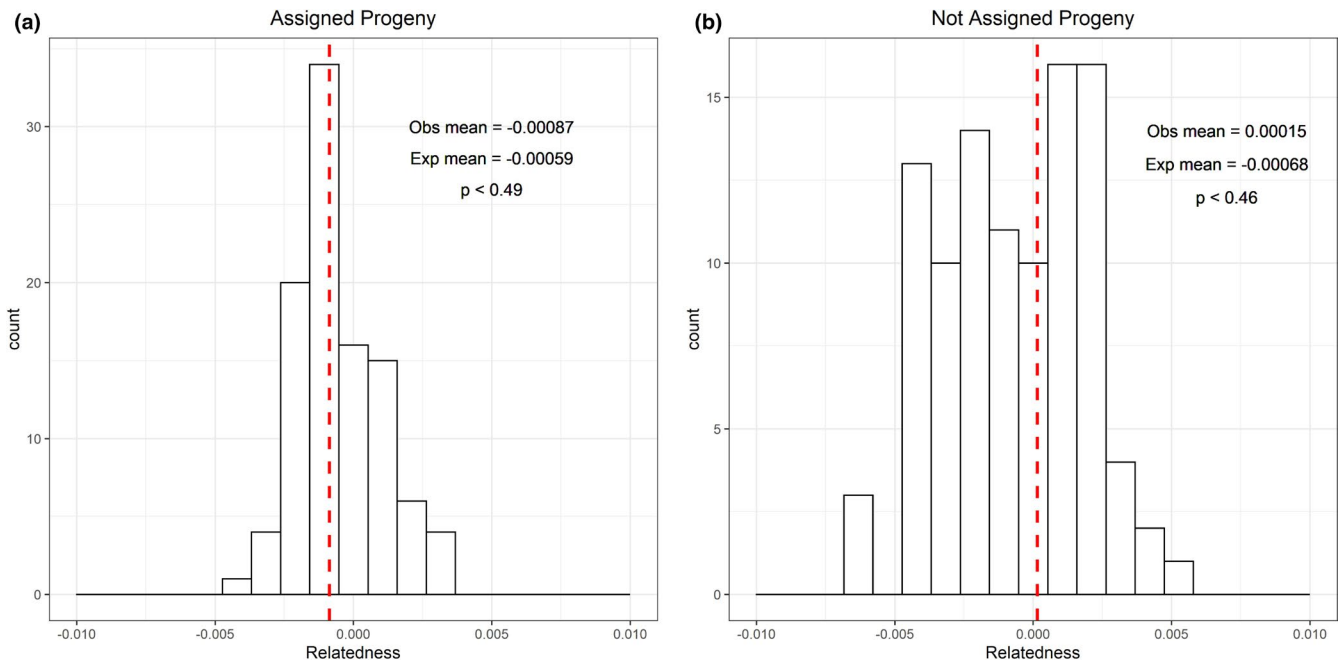 (a)
Assigned Progeny
Obs mean = -0.00087
Exp mean = -0.00059
p < 0.49
count
30
20
10
0
-0.010
-0.005
0.000
0.005
0.010
Relatedness
(b)
Not Assigned Progeny
Obs mean = 0.00015
Exp mean = -0.00068
p < 0.46
count
15
10
5
0
-0.010
-0.005
0.000
0.005
0.010
Relatedness